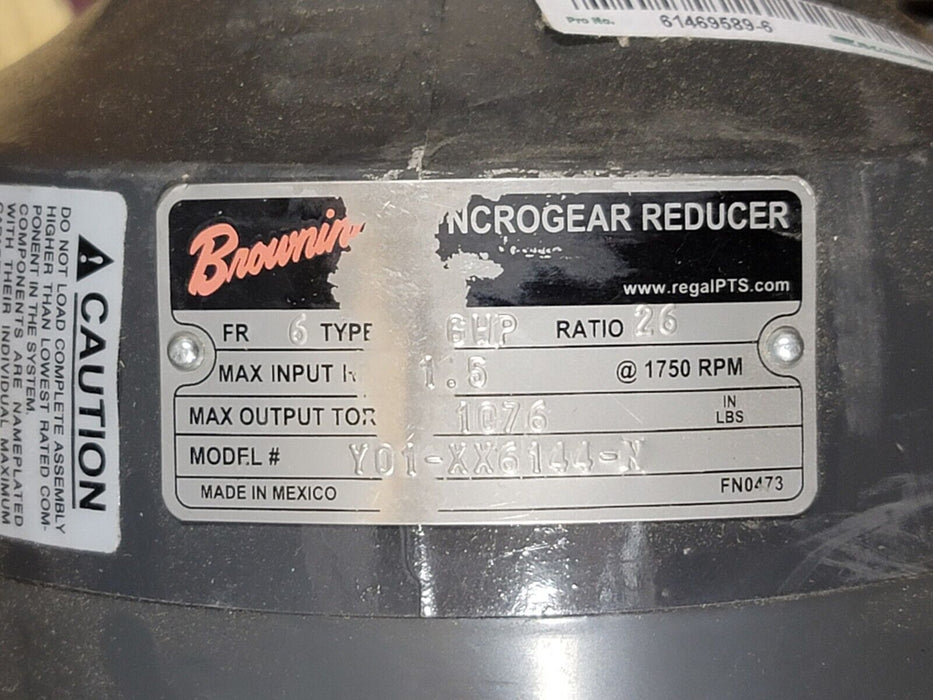 Pro No. 61469589-6
Brownin NCROGEAR REDUCER
www.regalPTS.com
FR 6 TYPE GHP RATIO 26
MAX INPUT 1.5 @ 1750 RPM
MAX OUTPUT TOR 1076 IN LBS
MODEL # Y01-XX6144-N
MADE IN MEXICO FN0473
CAUTION
DO NOT LOAD COMPLETE ASSEMBLY
HIGHER THAN LOWEST RATED COM-
PONENT IN THE SYSTEM.
COMPONENTS ARE NAMEPLATED
WITH THEIR INDIVIDUAL MAXIMUM